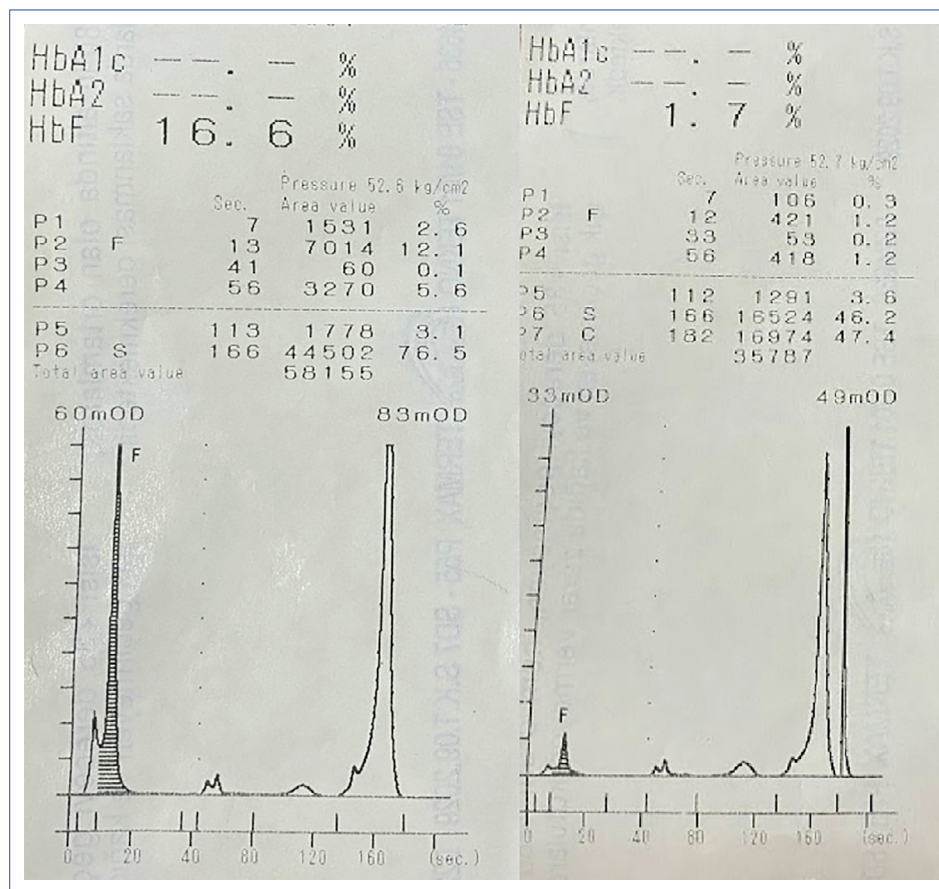 HbA1c --.- %
HbA2 --.- %
HbF 16.6 %
Pressure 52.6 kg/cm2
Sec. Area value %
P1 7 1531 2.6
P2 F 13 7014 12.1
P3 41 60 0.1
P4 56 3270 5.6
P5 113 1778 3.1
P6 S 166 44502 76.5
Total area value 58155
60mOD 83mOD
F
0 20 40 80 120 160 (sec.)
HbA1c --.- %
HbA2 --.- %
HbF 1.7 %
Pressure 52.7 kg/cm2
Sec. Area value %
P1 7 106 0.3
P2 F 12 421 1.2
P3 33 53 0.2
P4 56 418 1.2
P5 112 1291 3.6
P6 S 166 16524 46.2
P7 C 182 16974 47.4
otal area value 35787
33mOD 49mOD
F
0 20 40 80 120 160 (sec.)